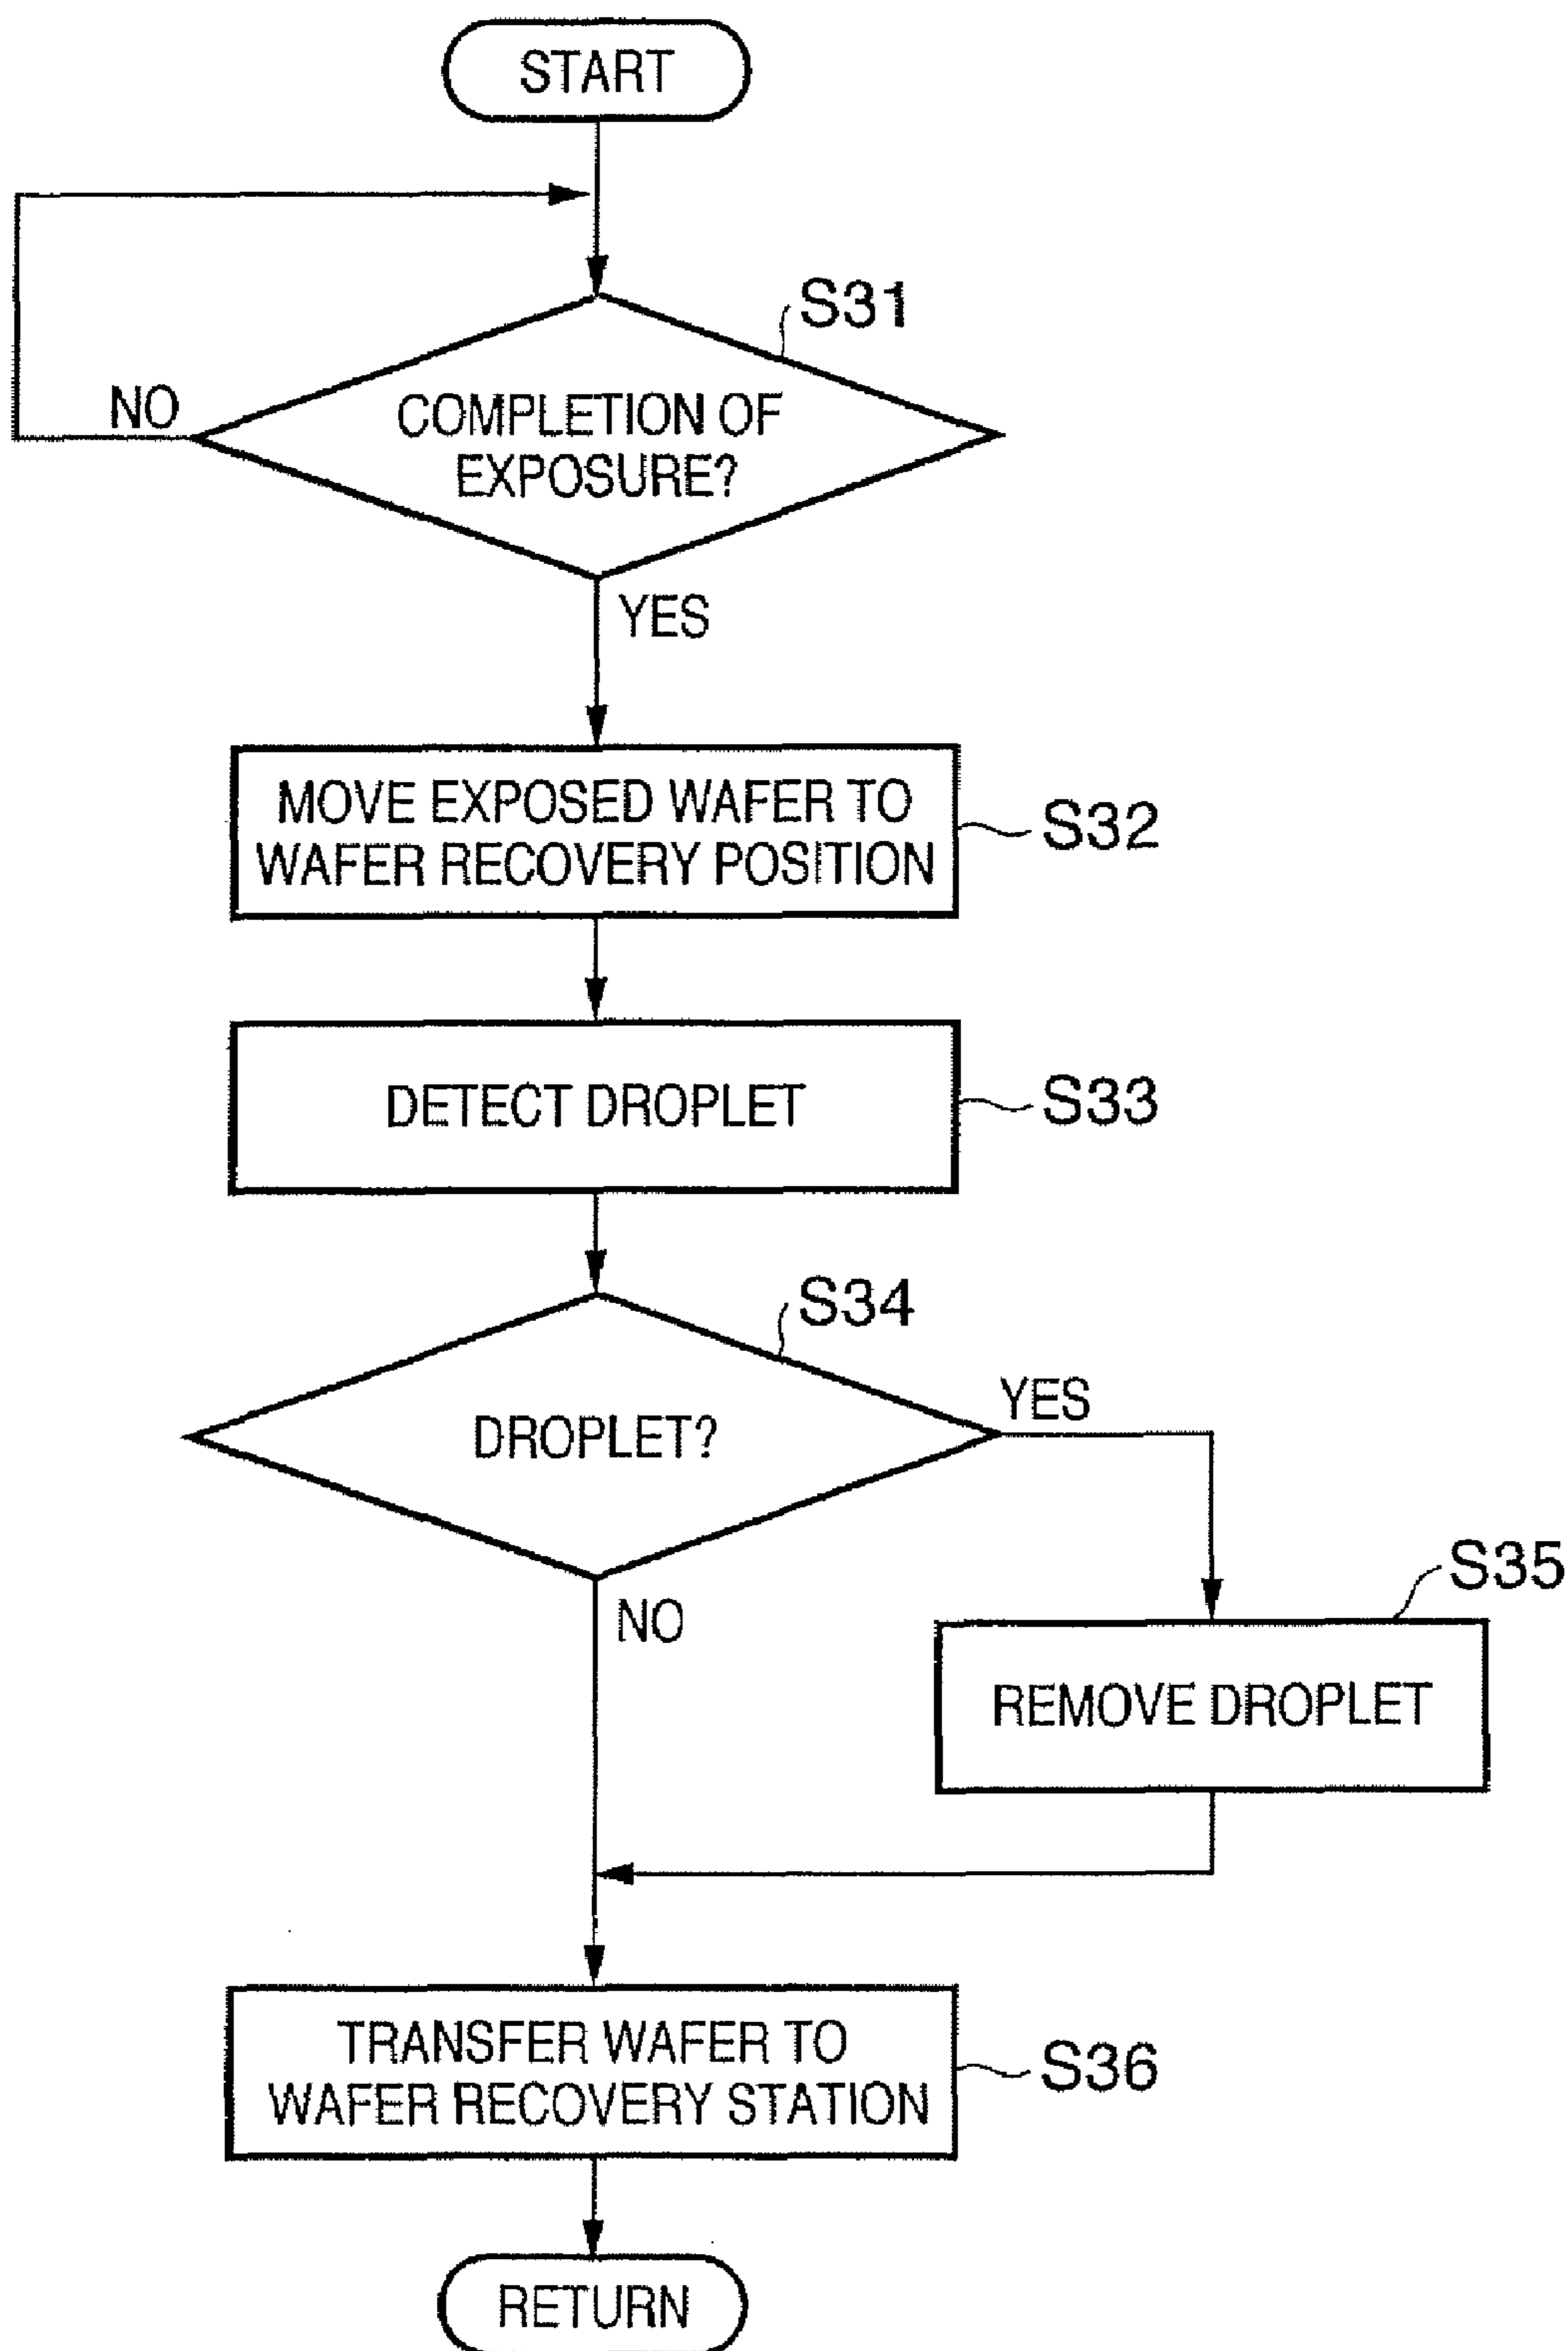 START
S31
NO
COMPLETION OF
EXPOSURE?
YES
MOVE EXPOSED WAFER TO
WAFER RECOVERY POSITION
S32
DETECT DROPLET
S33
S34
YES
DROPLET?
NO
S35
REMOVE DROPLET
TRANSFER WAFER TO
WAFER RECOVERY STATION
S36
RETURN